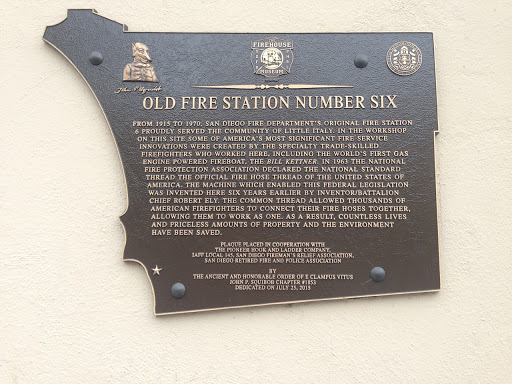 FIREHOUSE
MUSEUM
OLD FIRE STATION NUMBER SIX
FROM 1915 TO 1970, SAN DIEGO FIRE DEPARTMENT'S ORIGINAL FIRE STATION
6 PROUDLY SERVED THE COMMUNITY OF LITTLE ITALY. IN THE WORKSHOP
ON THIS SITE SOME OF AMERICA'S MOST SIGNIFICANT FIRE SERVICE
INNOVATIONS WERE CREATED BY THE SPECIALTY TRADE-SKILLED
FIREFIGHTERS WHO WORKED HERE, INCLUDING THE WORLD'S FIRST GAS
ENGINE POWERED FIREBOAT, THE BILL KETTNER. IN 1963 THE NATIONAL
FIRE PROTECTION ASSOCIATION DECLARED THE NATIONAL STANDARD
THREAD THE OFFICIAL FIRE HOSE THREAD OF THE UNITED STATES OF
AMERICA. THE MACHINE WHICH ENABLED THIS FEDERAL LEGISLATION
WAS INVENTED HERE SIX YEARS EARLIER BY INVENTOR/BATTALION
CHIEF ROBERT ELY. THE COMMON THREAD ALLOWED THOUSANDS OF
AMERICAN FIREFIGHTERS TO CONNECT THEIR FIRE HOSES TOGETHER,
ALLOWING THEM TO WORK AS ONE. AS A RESULT, COUNTLESS LIVES
AND PRICELESS AMOUNTS OF PROPERTY AND THE ENVIRONMENT
HAVE BEEN SAVED.
PLAQUE PLACED IN COOPERATION WITH
THE PIONEER HOOK AND LADDER COMPANY,
IAFF LOCAL 145, SAN DIEGO FIREMAN'S RELIEF ASSOCIATION,
SAN DIEGO RETIRED FIRE AND POLICE ASSOCIATION
BY
THE ANCIENT AND HONORABLE ORDER OF E CLAMPUS VITUS
JOHN P. SQUIBOB CHAPTER #1853
DEDICATED ON JULY 25, 2015